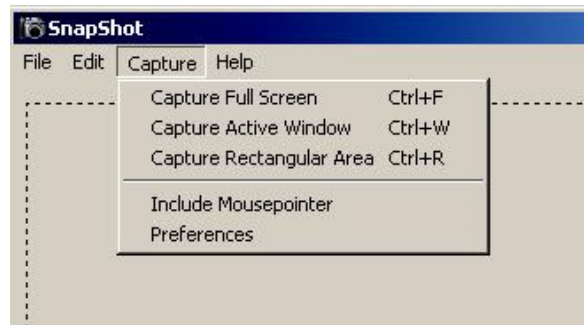 SnapShot
File Edit Capture Help
Capture Full Screen Ctrl+F
Capture Active Window Ctrl+W
Capture Rectangular Area Ctrl+R
Include Mousepointer
Preferences